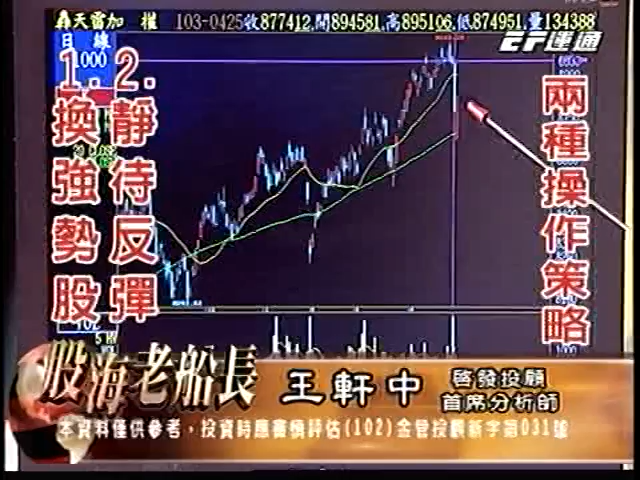 轟天雷加 權 103-0425收877412,開894581,高895106,低874951,量134388
EF運通
日 線
1000
兩種操作策略
1.換強勢股
2.靜待反彈
股海老船長
王軒中
啓發投顧
首席分析師
本資料僅供參考，投資時應審慎評估(102)金管投顧新字第031號